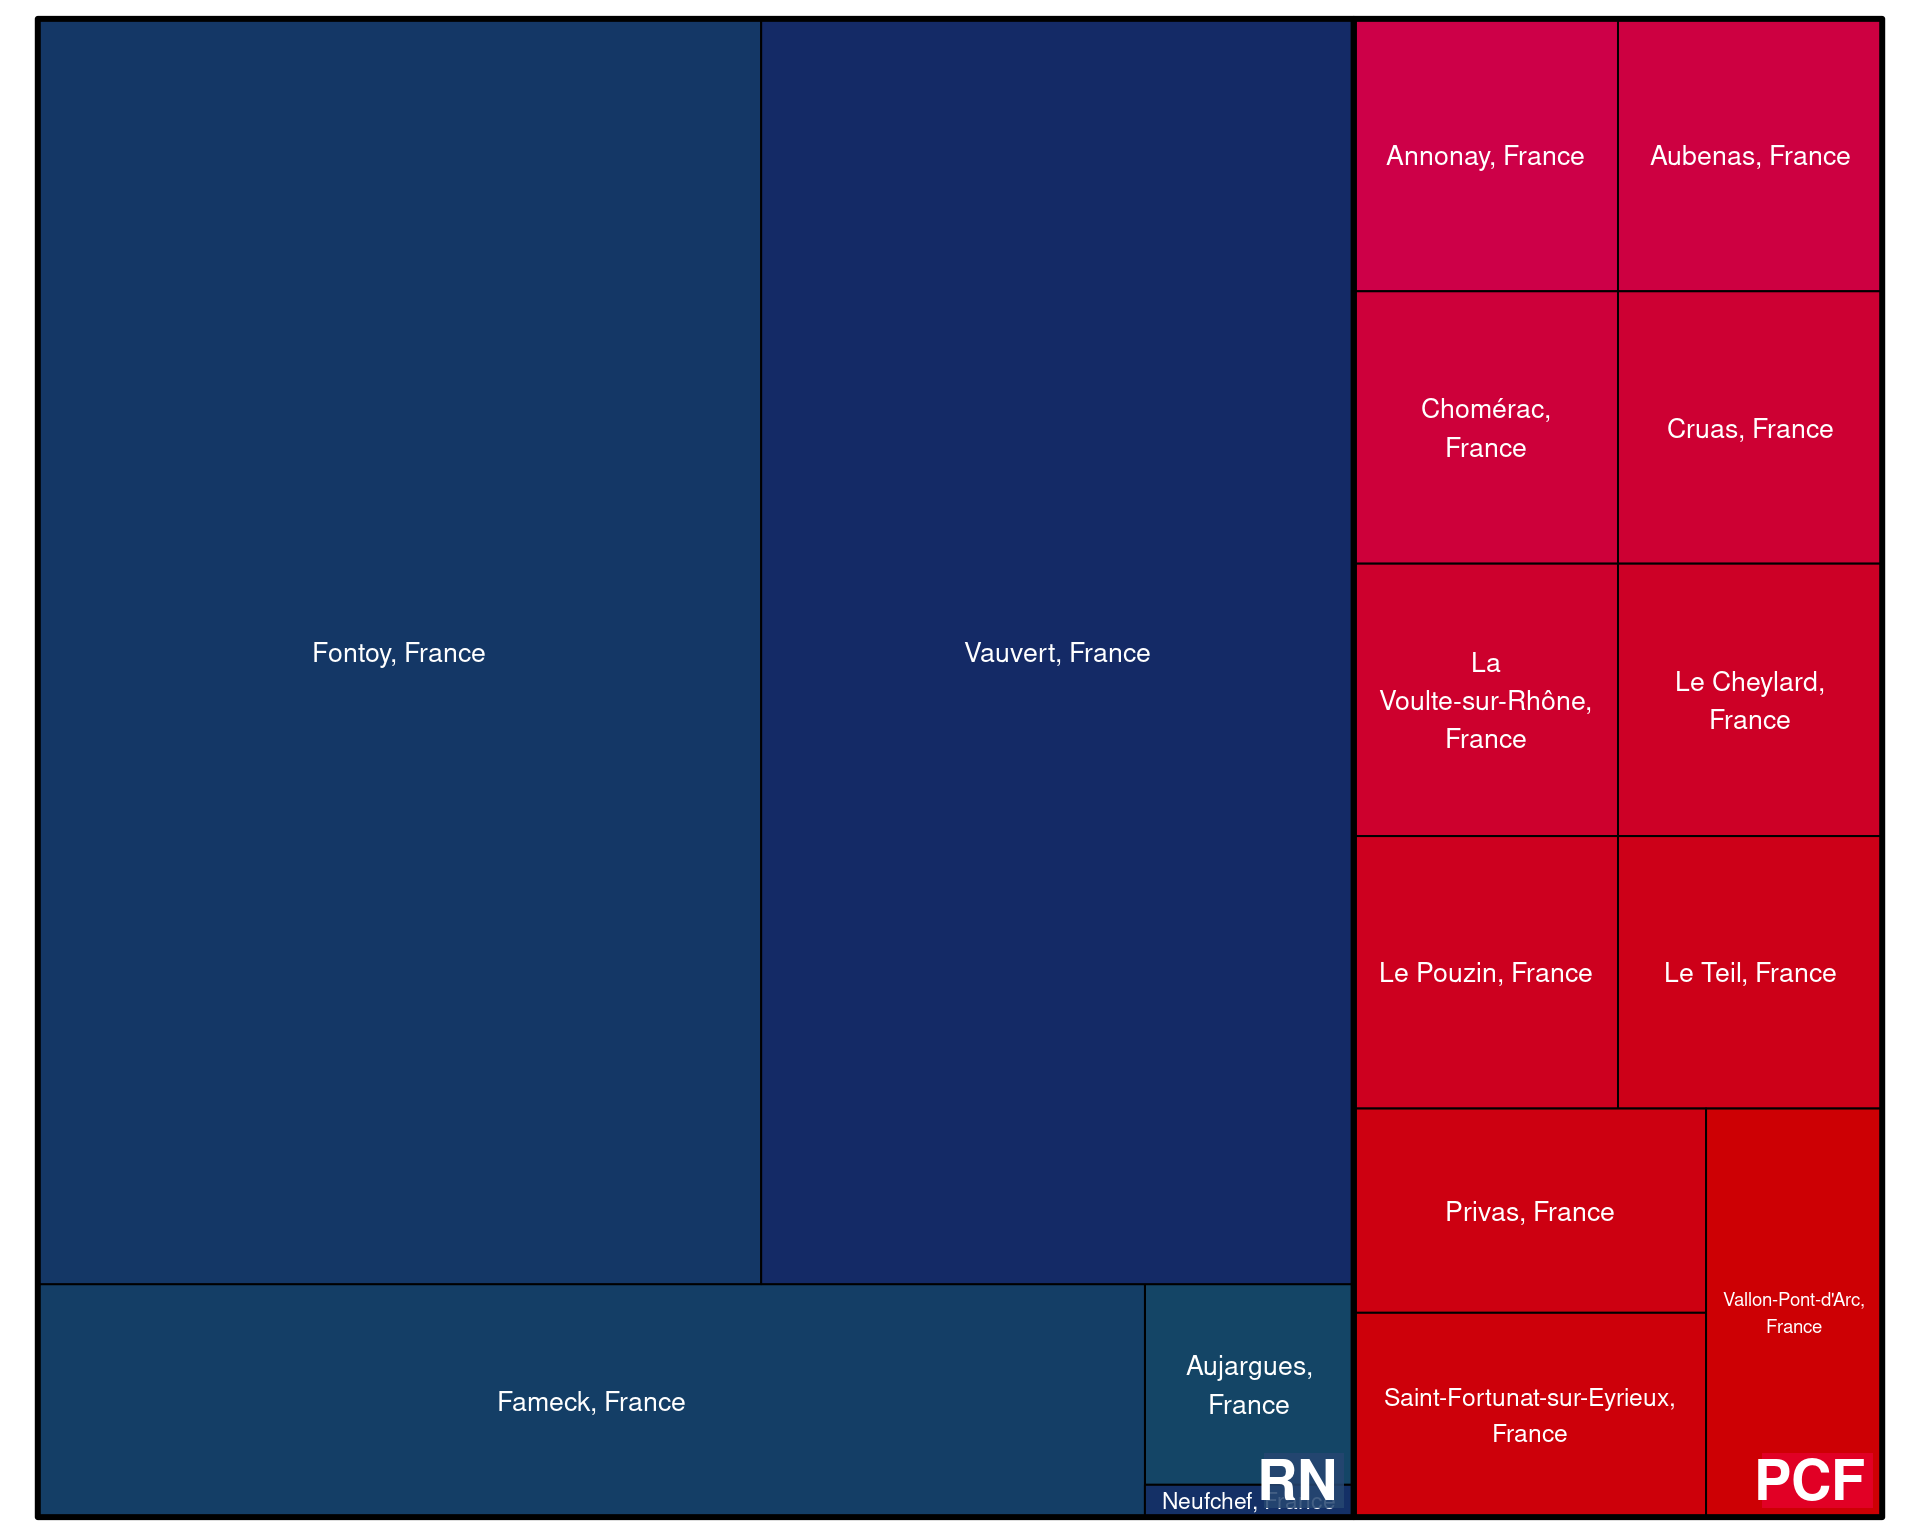 Fontoy, France
Vauvert, France
Fameck, France
Aujargues,
France
Neufchef, France
RN
Annonay, France
Aubenas, France
Chomérac,
France
Cruas, France
La
Voulte-sur-Rhône,
France
Le Cheylard,
France
Le Pouzin, France
Le Teil, France
Privas, France
Vallon-Pont-d'Arc,
France
Saint-Fortunat-sur-Eyrieux,
France
PCF